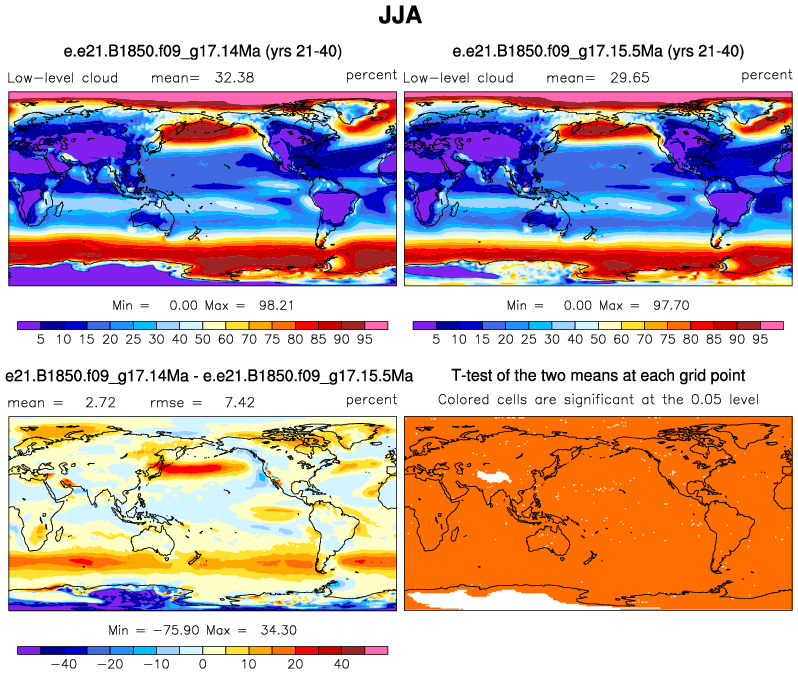 JJA
e.e21.B1850.f09_g17.14Ma (yrs 21-40)
Low-level cloud mean= 32.38 percent
Min = 0.00 Max = 98.21
5 10 15 20 25 30 40 50 60 70 75 80 85 90 95
e.e21.B1850.f09_g17.15.5Ma (yrs 21-40)
Low-level cloud mean= 29.65 percent
Min = 0.00 Max = 97.70
5 10 15 20 25 30 40 50 60 70 75 80 85 90 95
e21.B1850.f09_g17.14Ma - e.e21.B1850.f09_g17.15.5Ma
mean = 2.72 rmse = 7.42 percent
Min = -75.90 Max = 34.30
-40 -20 -10 0 10 20 40
T-test of the two means at each grid point
Colored cells are significant at the 0.05 level